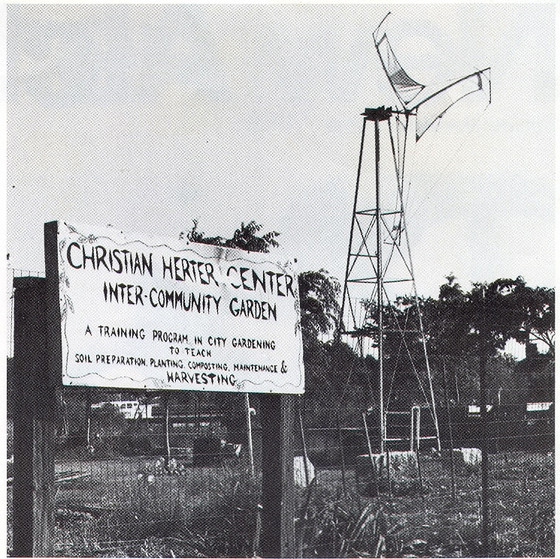 CHRISTIAN HERTER CENTER
INTER-COMMUNITY GARDEN
A TRAINING PROGRAM IN CITY GARDENING
TO TEACH
SOIL PREPARATION, PLANTING, COMPOSTING, MAINTENANCE &
HARVESTING